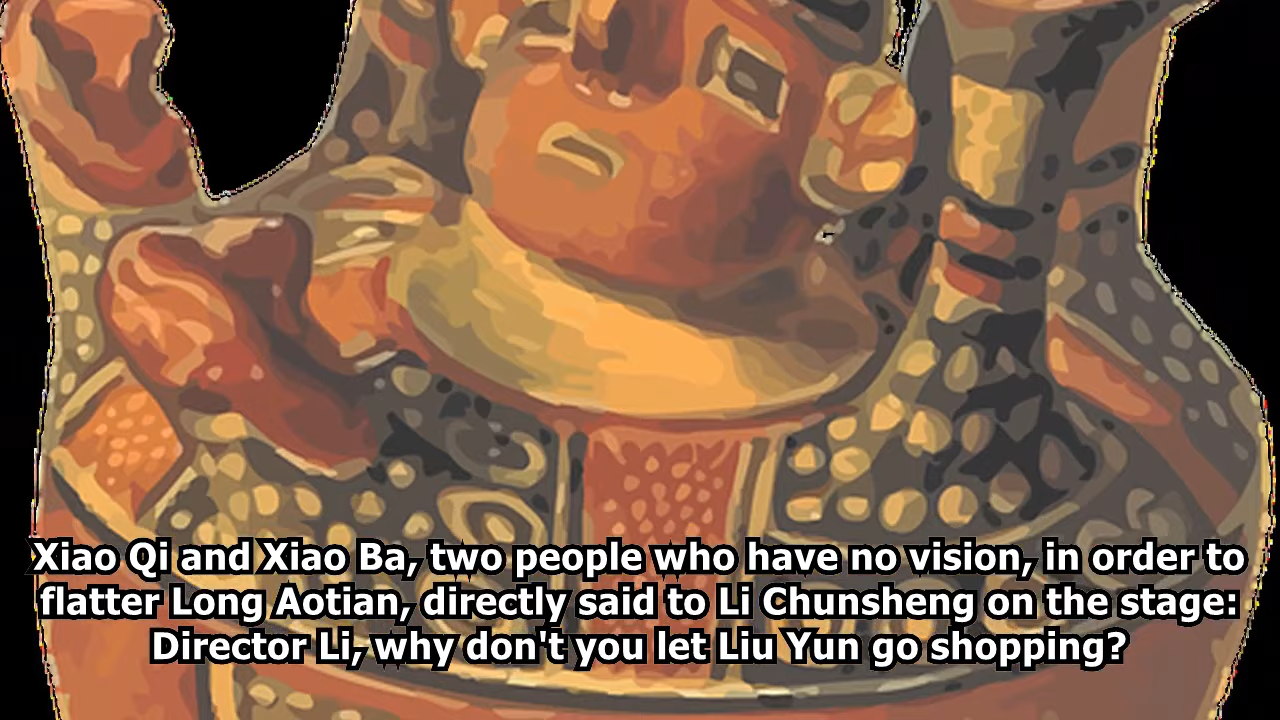 Xiao Qi and Xiao Ba, two people who have no vision, in order to
flatter Long Aotian, directly said to Li Chunsheng on the stage:
Director Li, why don't you let Liu Yun go shopping?